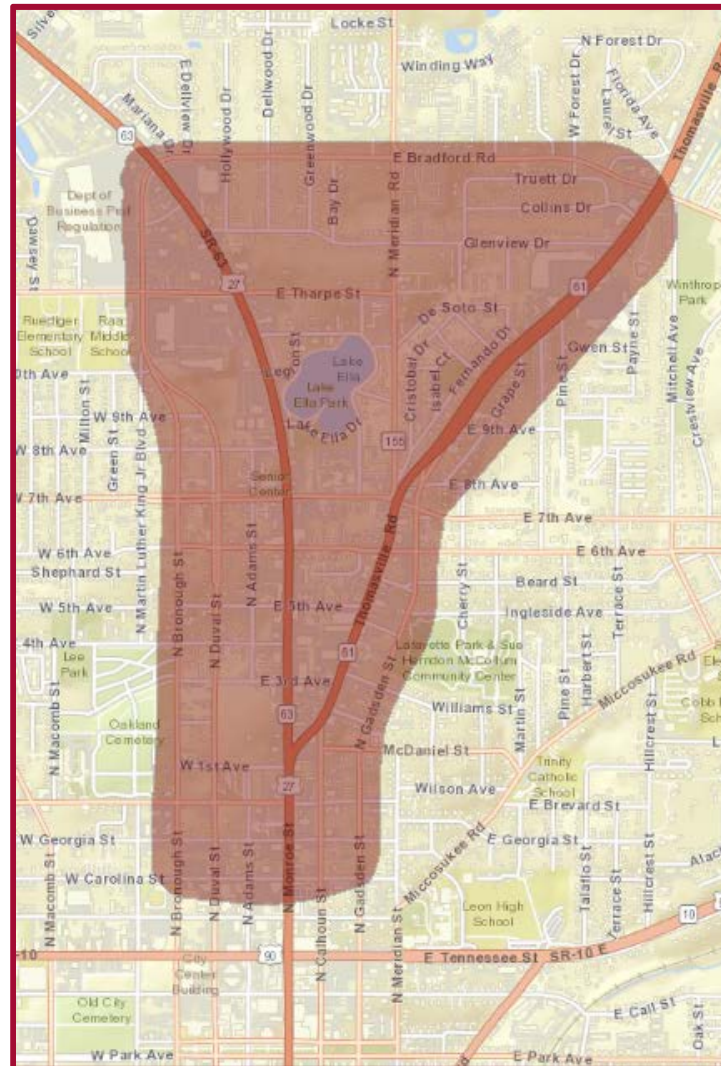 Locke St
N Forest Dr
Winding Way
E Dellview Dr
Dellwood Dr
Greenwood Dr
Hollywood Dr
Mariana Dr
W Forest Dr
Florida Ave
Laurel St
Thomasville R
63
E Bradford Rd
Truett Dr
Collins Dr
Bay Dr
N Meridian Rd
Glenview Dr
Dept of
Business Prof
Regulation
SR-63
27
61
Winthrop
Park
E Tharpe St
De Soto St
Ruediger
Elementary
School
Raa
Middle
School
Lake
Ella
Lake
Ella Park
Lake Ella Dr
Cristobal Dr
Isabel Ct
Fernando Dr
Grape St
Gwen St
Payne St
Pine St
Mitchell Ave
Crestview Ave
0th Ave
Milton St
W 9th Ave
E 9th Ave
155
Green St
W 8th Ave
E 8th Ave
Senior
Center
W 7th Ave
E 7th Ave
N Martin Luther King Jr Blvd
W 6th Ave
E 6th Ave
Shephard St
N Adams St
Thomasville Rd
Cherry St
Beard St
Terrace St
W 5th Ave
E 5th Ave
Ingleside Ave
N Bronough St
N Duval St
4th Ave
61
Lafayette Park & Sue
Herndon McCollum
Community Center
Harbert St
Pine St
Miccosukee Rd
Lee
Park
E 3rd Ave
N Gadsden St
Williams St
Martin St
N Macomb St
Oakland
Cemetery
63
McDaniel St
Hillcrest St
W 1st Ave
27
Trinity
Catholic
School
Wilson Ave
E Brevard St
W Georgia St
E Georgia St
Miccosukee Rd
W Carolina St
N Macomb St
N Bronough St
N Duval St
N Adams St
N Monroe St
N Calhoun St
N Gadsden St
N Meridian St
Leon High
School
Talaflo St
Terrace St
Hillcrest St
10
-10
90
E Tennessee St
SR-10 E
City
Center
Building
Old City
Cemetery
E Call St
Oak St
W Park Ave
E Park Ave